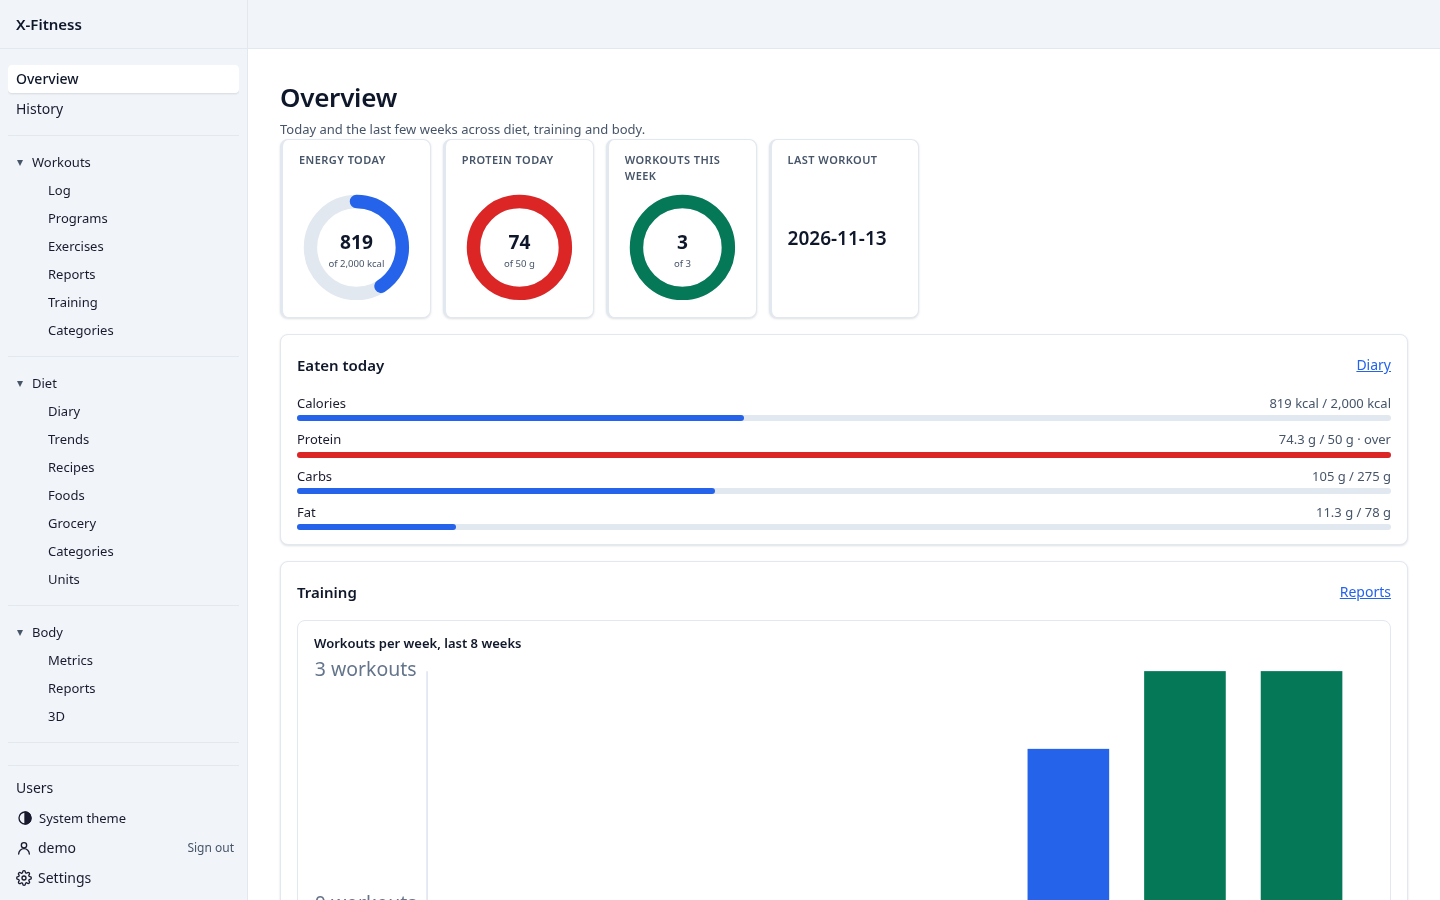 X-Fitness
Overview
History
Workouts
Log
Programs
Exercises
Reports
Training
Categories
Diet
Diary
Trends
Recipes
Foods
Grocery
Categories
Units
Body
Metrics
Reports
3D
Users
System theme
demo Sign out
Settings
Overview
Today and the last few weeks across diet, training and body.
ENERGY TODAY
819
of 2,000 kcal
PROTEIN TODAY
74
of 50 g
WORKOUTS THIS
WEEK
3
of 3
LAST WORKOUT
2026-11-13
Eaten today Diary
Calories 819 kcal / 2,000 kcal
Protein 74.3 g / 50 g · over
Carbs 105 g / 275 g
Fat 11.3 g / 78 g
Training Reports
Workouts per week, last 8 weeks
3 workouts